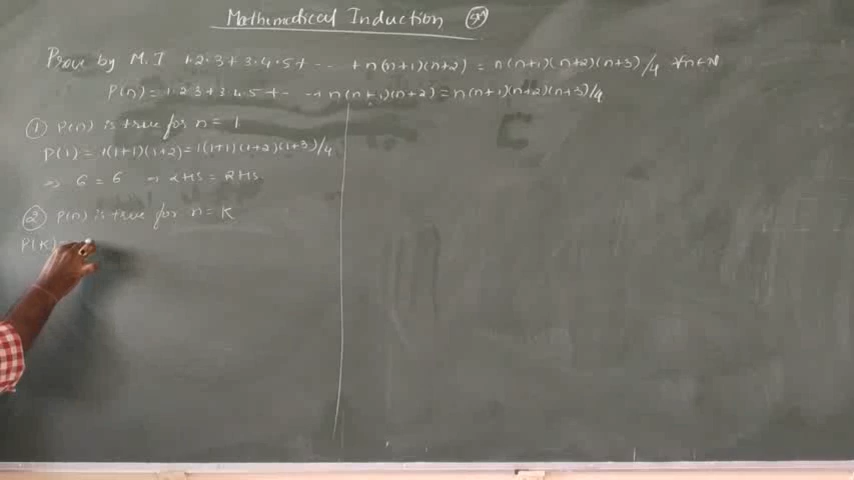 Mathematical Induction
Prove by M.I 1·2·3+3·4·5+ -- + n(n+1)(n+2) = n(n+1)(n+2)(n+3)/4 ∀n∈N
P(n) = 1·2·3+3·4·5+ - -+ n(n+1)(n+2) = n(n+1)(n+2)(n+3)/4
① P(n) is true for n = 1
P(1) = 1(1+1)(1+2) = 1(1+1)(1+2)(1+3)/4
⇒ 6 = 6 ⇒ LHS = RHS
② P(n) is true for n = K
P(K)